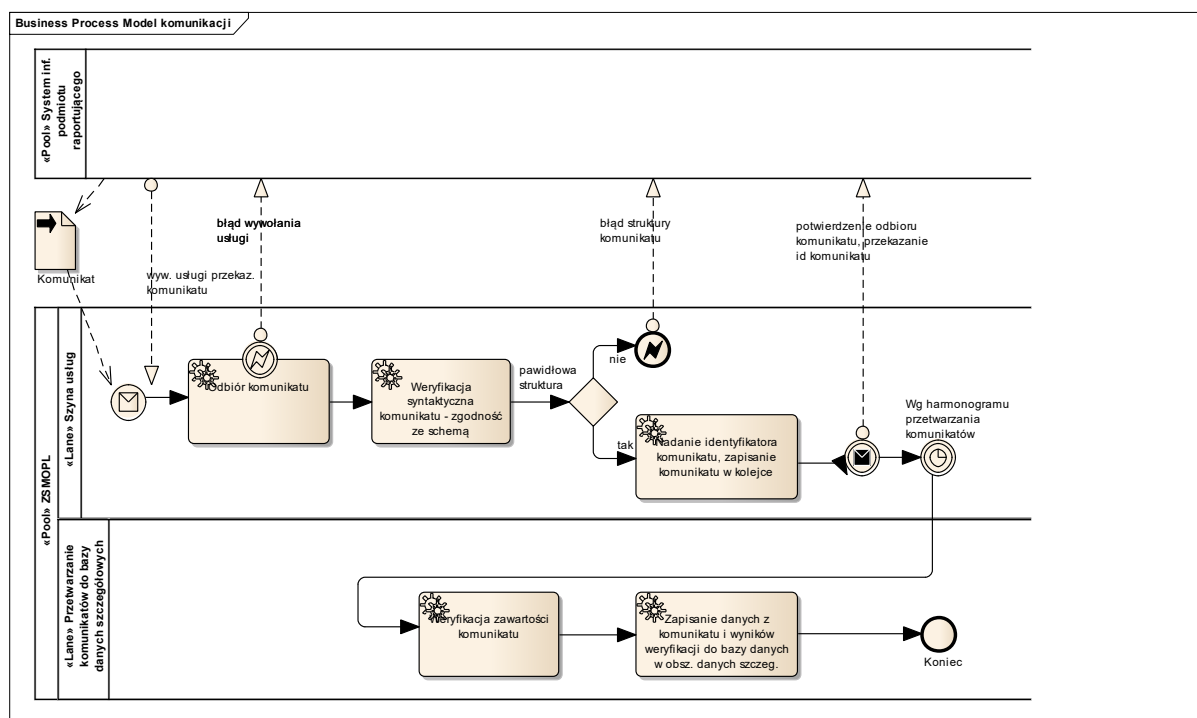 Business Process Model komunikacji
«Pool» System inf.
podmiotu
raportującego
błąd wywołania
usługi
błąd struktury
komunikatu
potwierdzenie odbioru
komunikatu, przekazanie
id komunikatu
Komunikat
wyw. usługi przekaz.
komunikatu
«Pool» ZSMOPL
«Lane» Szyna usług
Odbiór komunikatu
Weryfikacja
syntaktyczna
komunikatu - zgodność
ze schemą
pawidłowa
struktura
nie
tak
Nadanie identyfikatora
komunikatu, zapisanie
komunikatu w kolejce
Wg harmonogramu
przetwarzania
komunikatów
«Lane» Przetwarzanie
komunikatów do bazy
danych szczegółowych
Weryfikacja zawartości
komunikatu
Zapisanie danych z
komunikatu i wyników
weryfikacji do bazy danych
w obsz. danych szczeg.
Koniec